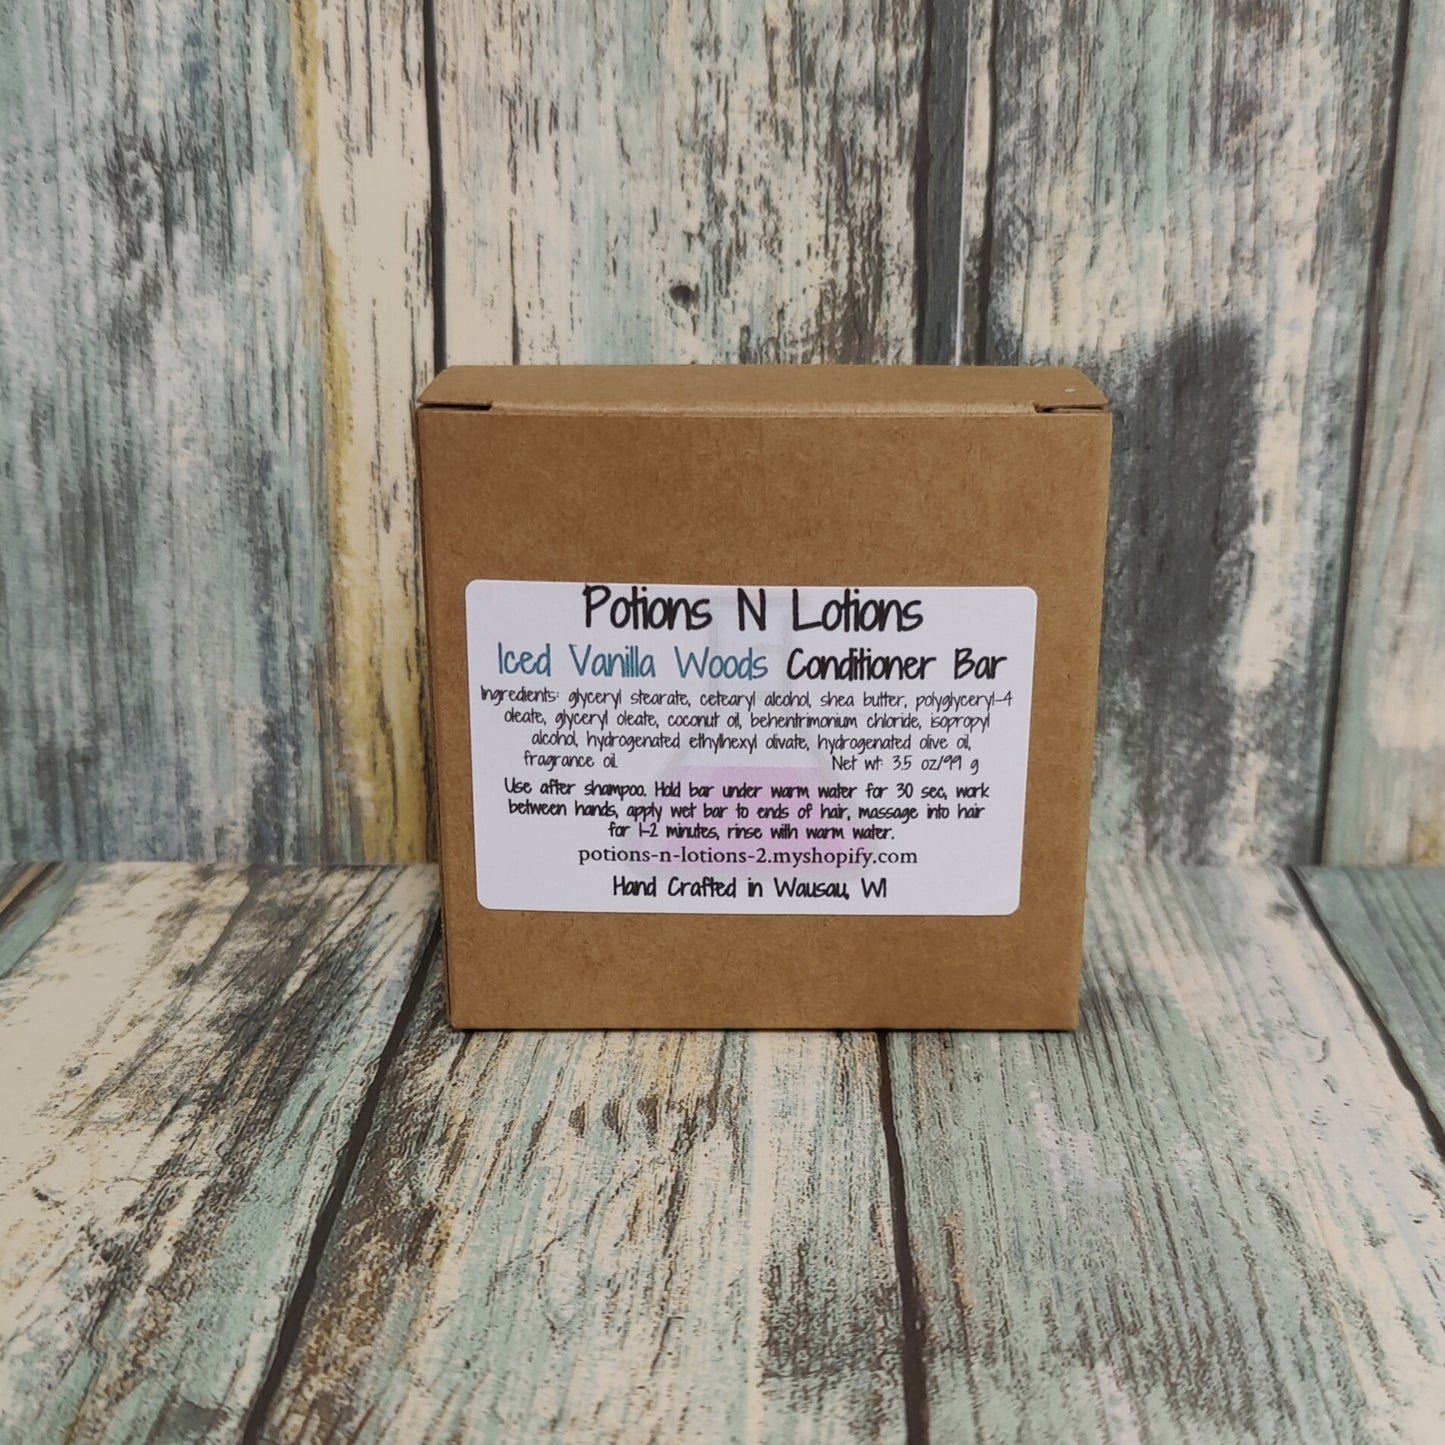 Potions N Lotions
Iced Vanilla Woods Conditioner Bar
Ingredients: glyceryl stearate, cetearyl alcohol, shea butter, polyglyceryl-4
oleate, glyceryl oleate, coconut oil, behentrimonium chloride, isopropyl
alcohol, hydrogenated ethylhexyl olivate, hydrogenated olive oil,
fragrance oil. Net wt: 3.5 oz/99 g
Use after shampoo. Hold bar under warm water for 30 sec, work
between hands, apply wet bar to ends of hair, massage into hair
for 1-2 minutes, rinse with warm water.
potions-n-lotions-2.myshopify.com
Hand Crafted in Wausau, WI